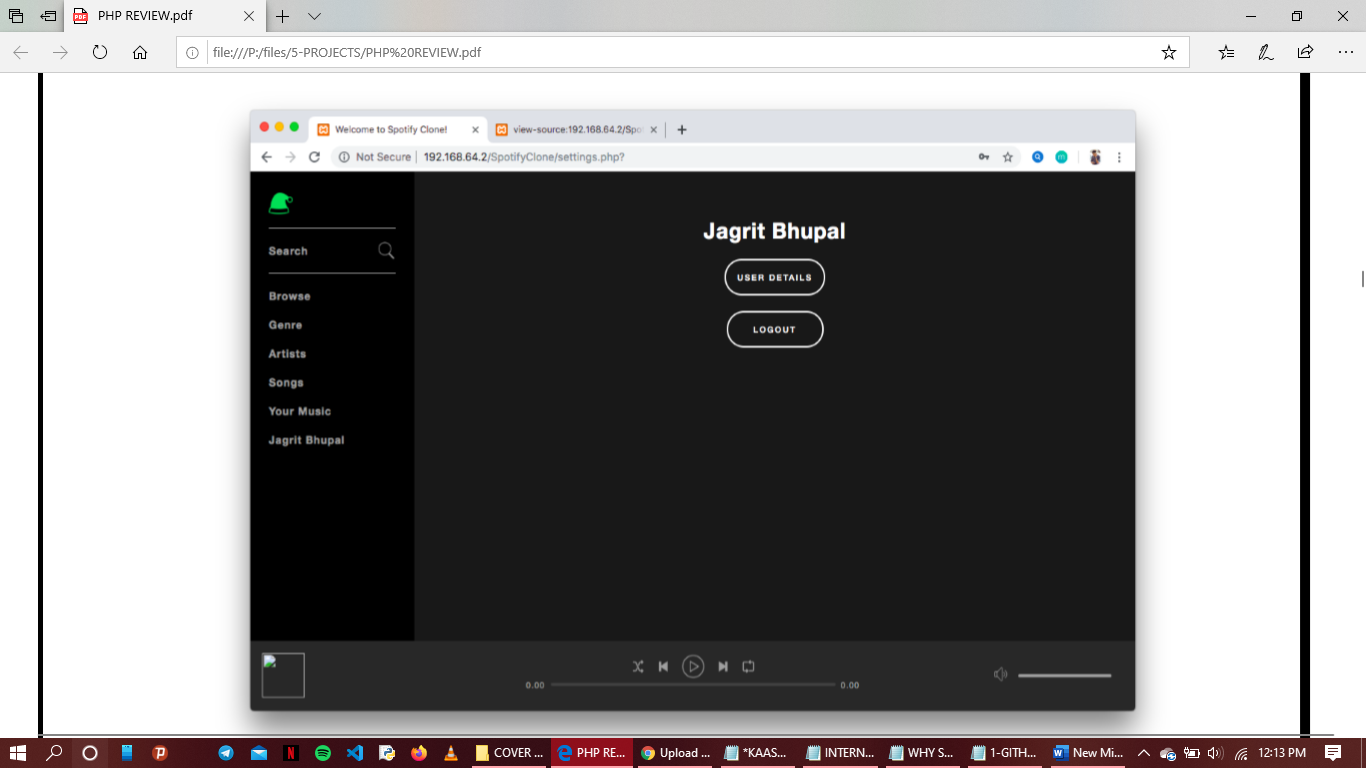 PHP REVIEW.pdf
file:///P:/files/5-PROJECTS/PHP%20REVIEW.pdf
Welcome to Spotify Clone!
view-source:192.168.64.2/Spo
Not Secure
192.168.64.2/SpotifyClone/settings.php?
Search
Browse
Genre
Artists
Songs
Your Music
Jagrit Bhupal
Jagrit Bhupal
USER DETAILS
LOGOUT
0.00
0.00
COVER ...
PHP RE...
Upload ...
*KAAS...
INTERN...
WHY S...
1-GITH...
New Mi...
12:13 PM